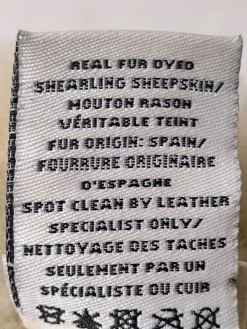 REAL FUR DYED
SHEARLING SHEEPSKIN/
MOUTON RASON
VÉRITABLE TEINT
FUR ORIGIN: SPAIN/
FOURRURE ORIGINAIRE
D'ESPAGNE
SPOT CLEAN BY LEATHER
SPECIALIST ONLY/
NETTOYAGE DES TACHES
SEULEMENT PAR UN
SPÉCIALISTE DU CUIR